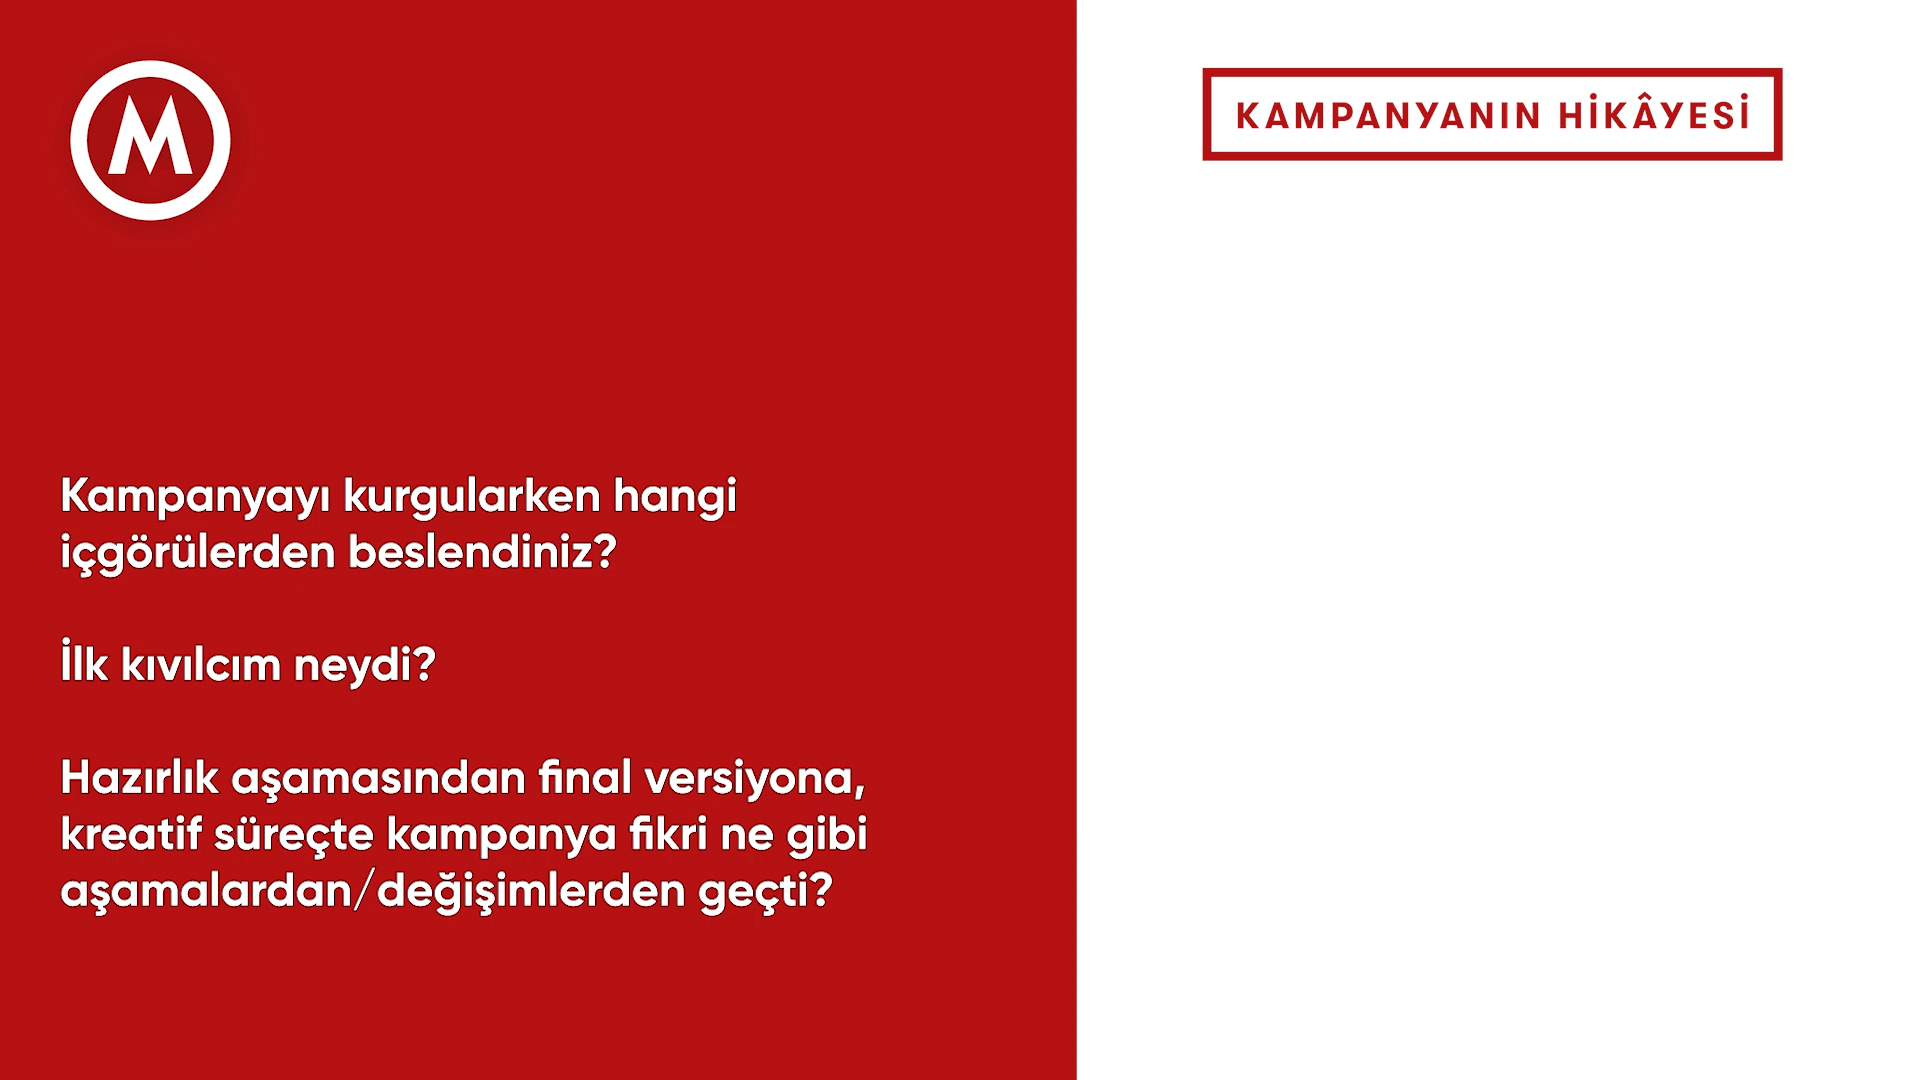 M
KAMPANYANIN HİKÂYESİ
Kampanyayı kurgularken hangi
içgörülerden beslendiniz?
İlk kıvılcım neydi?
Hazırlık aşamasından final versiyona,
kreatif süreçte kampanya fikri ne gibi
aşamalardan/değişimlerden geçti?